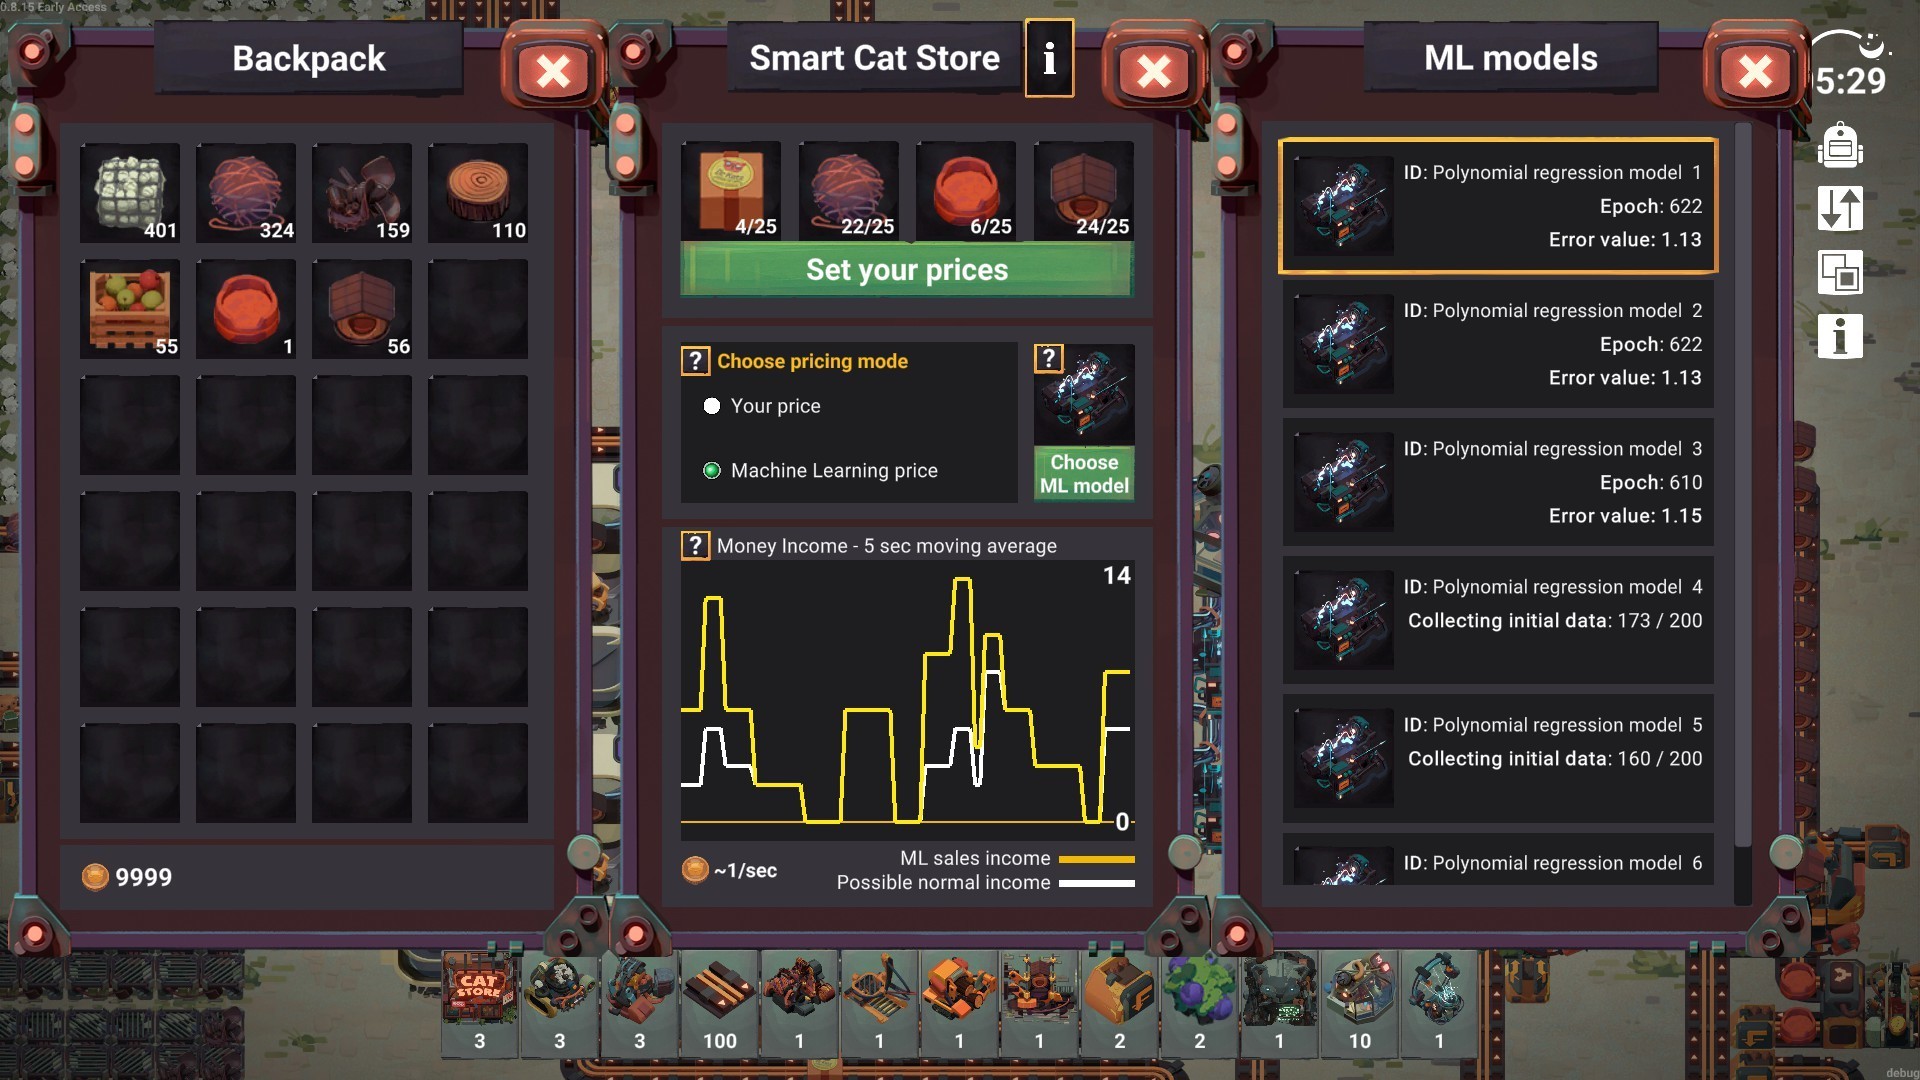 0.8.15 Early Access
Backpack
401
324
159
110
55
1
56
9999
Smart Cat Store
i
4/25
22/25
6/25
24/25
Set your prices
? Choose pricing mode
Your price
Machine Learning price
?
Choose
ML model
? Money Income - 5 sec moving average
14
0
~1/sec
ML sales income
Possible normal income
ML models
ID: Polynomial regression model 1
Epoch: 622
Error value: 1.13
ID: Polynomial regression model 2
Epoch: 622
Error value: 1.13
ID: Polynomial regression model 3
Epoch: 610
Error value: 1.15
ID: Polynomial regression model 4
Collecting initial data: 173 / 200
ID: Polynomial regression model 5
Collecting initial data: 160 / 200
ID: Polynomial regression model 6
5:29
i
CAT
STORE
3
3
3
100
1
1
1
1
2
2
1
10
1
debug